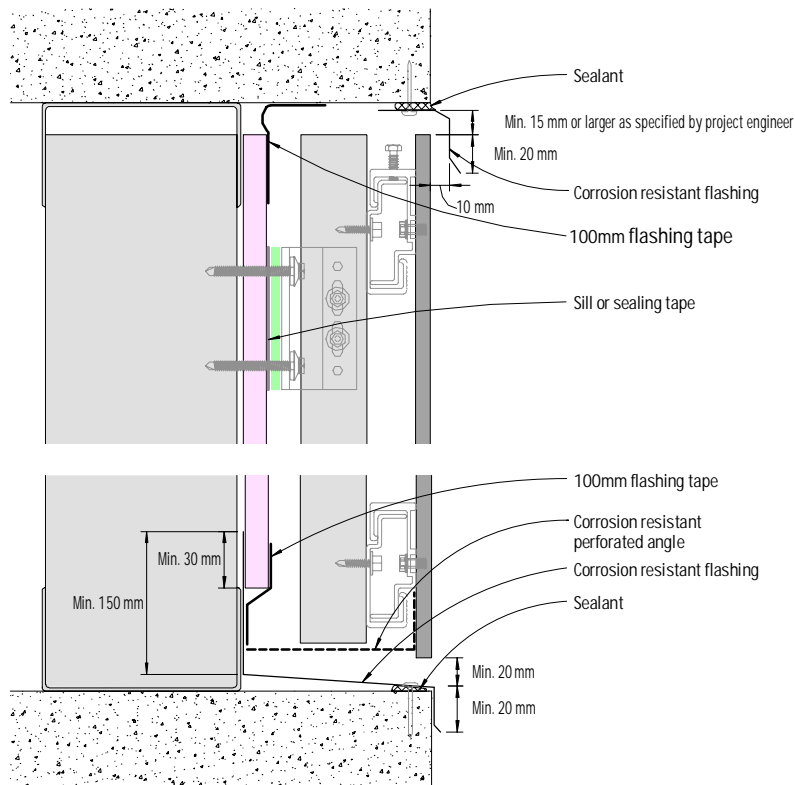 Sealant
Min. 15 mm or larger as specified by project engineer
Min. 20 mm
Corrosion resistant flashing
10 mm
100mm flashing tape
Sill or sealing tape
100mm flashing tape
Corrosion resistant
perforated angle
Min. 30 mm
Corrosion resistant flashing
Min. 150 mm
Sealant
Min. 20 mm
Min. 20 mm